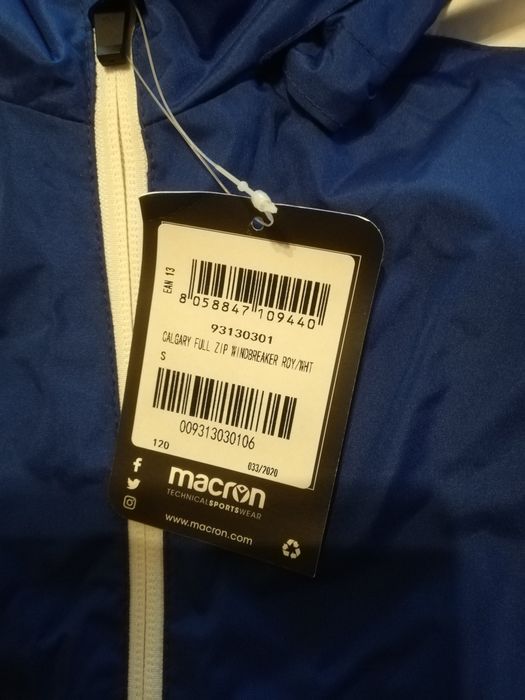 EAN 13
8 058847 109440
93130301
CALGARY FULL ZIP WINDBREAKER ROY/WHT
S
009313030106
120
033/2020
macron
TECHNICALSPORTSWEAR
www.macron.com